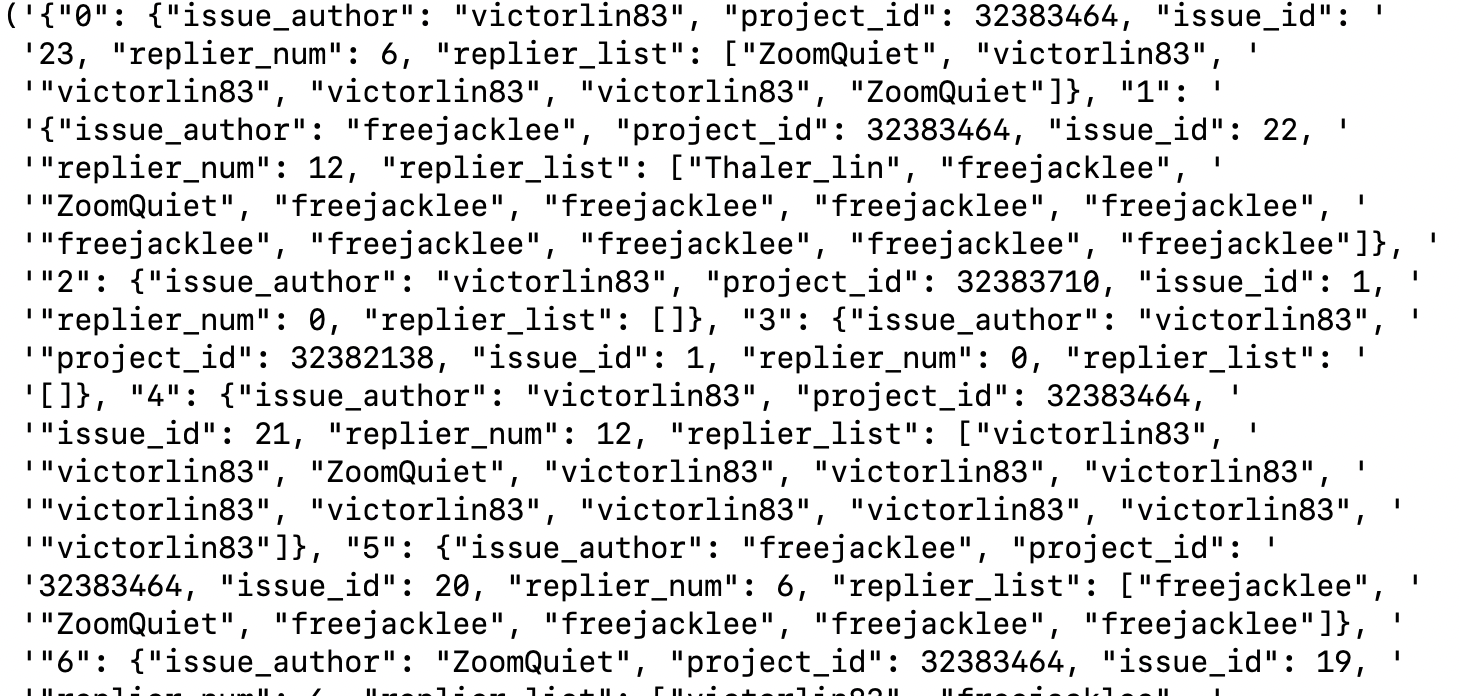 ('{"0": {"issue_author": "victorlin83", "project_id": 32383464, "issue_id": '
'23, "replier_num": 6, "replier_list": ["ZoomQuiet", "victorlin83", '
'"victorlin83", "victorlin83", "victorlin83", "ZoomQuiet"]}, "1": '
'{"issue_author": "freejacklee", "project_id": 32383464, "issue_id": 22, '
'"replier_num": 12, "replier_list": ["Thaler_lin", "freejacklee", '
'"ZoomQuiet", "freejacklee", "freejacklee", "freejacklee", "freejacklee", '
'"freejacklee", "freejacklee", "freejacklee", "freejacklee", "freejacklee"]}, '
'"2": {"issue_author": "victorlin83", "project_id": 32383710, "issue_id": 1, '
'"replier_num": 0, "replier_list": []}, "3": {"issue_author": "victorlin83", '
'"project_id": 32382138, "issue_id": 1, "replier_num": 0, "replier_list": '
'[]}, "4": {"issue_author": "victorlin83", "project_id": 32383464, '
'"issue_id": 21, "replier_num": 12, "replier_list": ["victorlin83", '
'"victorlin83", "ZoomQuiet", "victorlin83", "victorlin83", "victorlin83", '
'"victorlin83", "victorlin83", "victorlin83", "victorlin83", "victorlin83", '
'"victorlin83"]}, "5": {"issue_author": "freejacklee", "project_id": '
'32383464, "issue_id": 20, "replier_num": 6, "replier_list": ["freejacklee", '
'"ZoomQuiet", "freejacklee", "freejacklee", "freejacklee", "freejacklee"]}, '
'"6": {"issue_author": "ZoomQuiet", "project_id": 32383464, "issue_id": 19, '